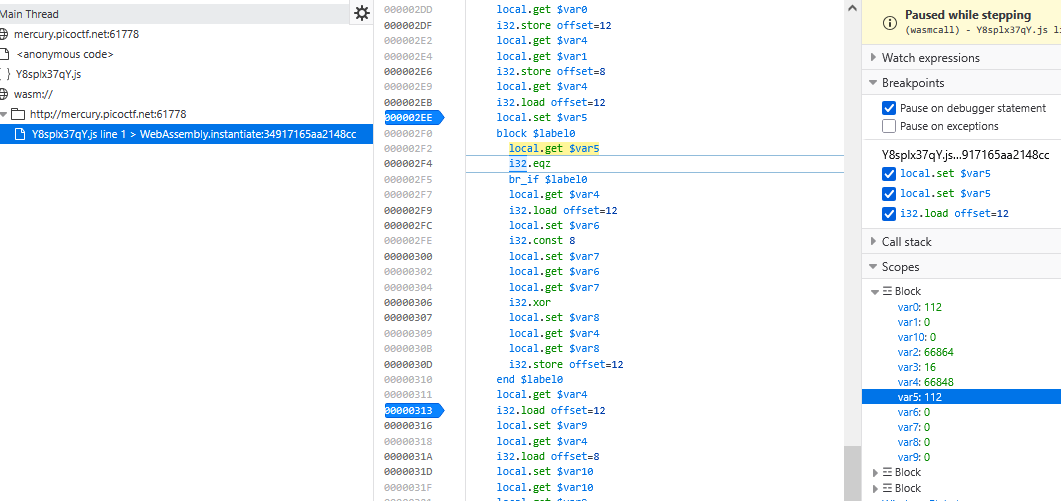 Main Thread
mercury.picoctf.net:61778
<anonymous code>
Y8splx37qY.js
wasm://
http://mercury.picoctf.net:61778
Y8splx37qY.js line 1 > WebAssembly.instantiate:34917165aa2148cc
000002DD local.get $var0
000002DF i32.store offset=12
000002E2 local.get $var4
000002E4 local.get $var1
000002E6 i32.store offset=8
000002E9 local.get $var4
000002EB i32.load offset=12
000002EE local.set $var5
000002F0 block $label0
000002F2 local.get $var5
000002F4 i32.eqz
000002F5 br_if $label0
000002F7 local.get $var4
000002F9 i32.load offset=12
000002FC local.set $var6
000002FE i32.const 8
00000300 local.set $var7
00000302 local.get $var6
00000304 local.get $var7
00000306 i32.xor
00000307 local.set $var8
00000309 local.get $var4
0000030B local.get $var8
0000030D i32.store offset=12
00000310 end $label0
00000311 local.get $var4
00000313 i32.load offset=12
00000316 local.set $var9
00000318 local.get $var4
0000031A i32.load offset=8
0000031D local.set $var10
0000031F local.get $var10
Paused while stepping
(wasmcall) - Y8splx37qY.js li
Watch expressions
Breakpoints
Pause on debugger statement
Pause on exceptions
Y8splx37qY.js...917165aa2148cc
local.set $var5
local.set $var5
i32.load offset=12
Call stack
Scopes
Block
var0: 112
var1: 0
var10: 0
var2: 66864
var3: 16
var4: 66848
var5: 112
var6: 0
var7: 0
var8: 0
var9: 0
Block
Block